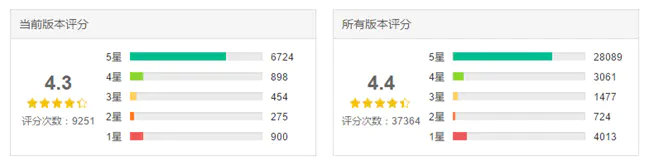 当前版本评分
5星 6724
4星 898
4.3
3星 454
评分次数：9251
2星 275
1星 900
所有版本评分
5星 28089
4星 3061
4.4
3星 1477
评分次数：37364
2星 724
1星 4013